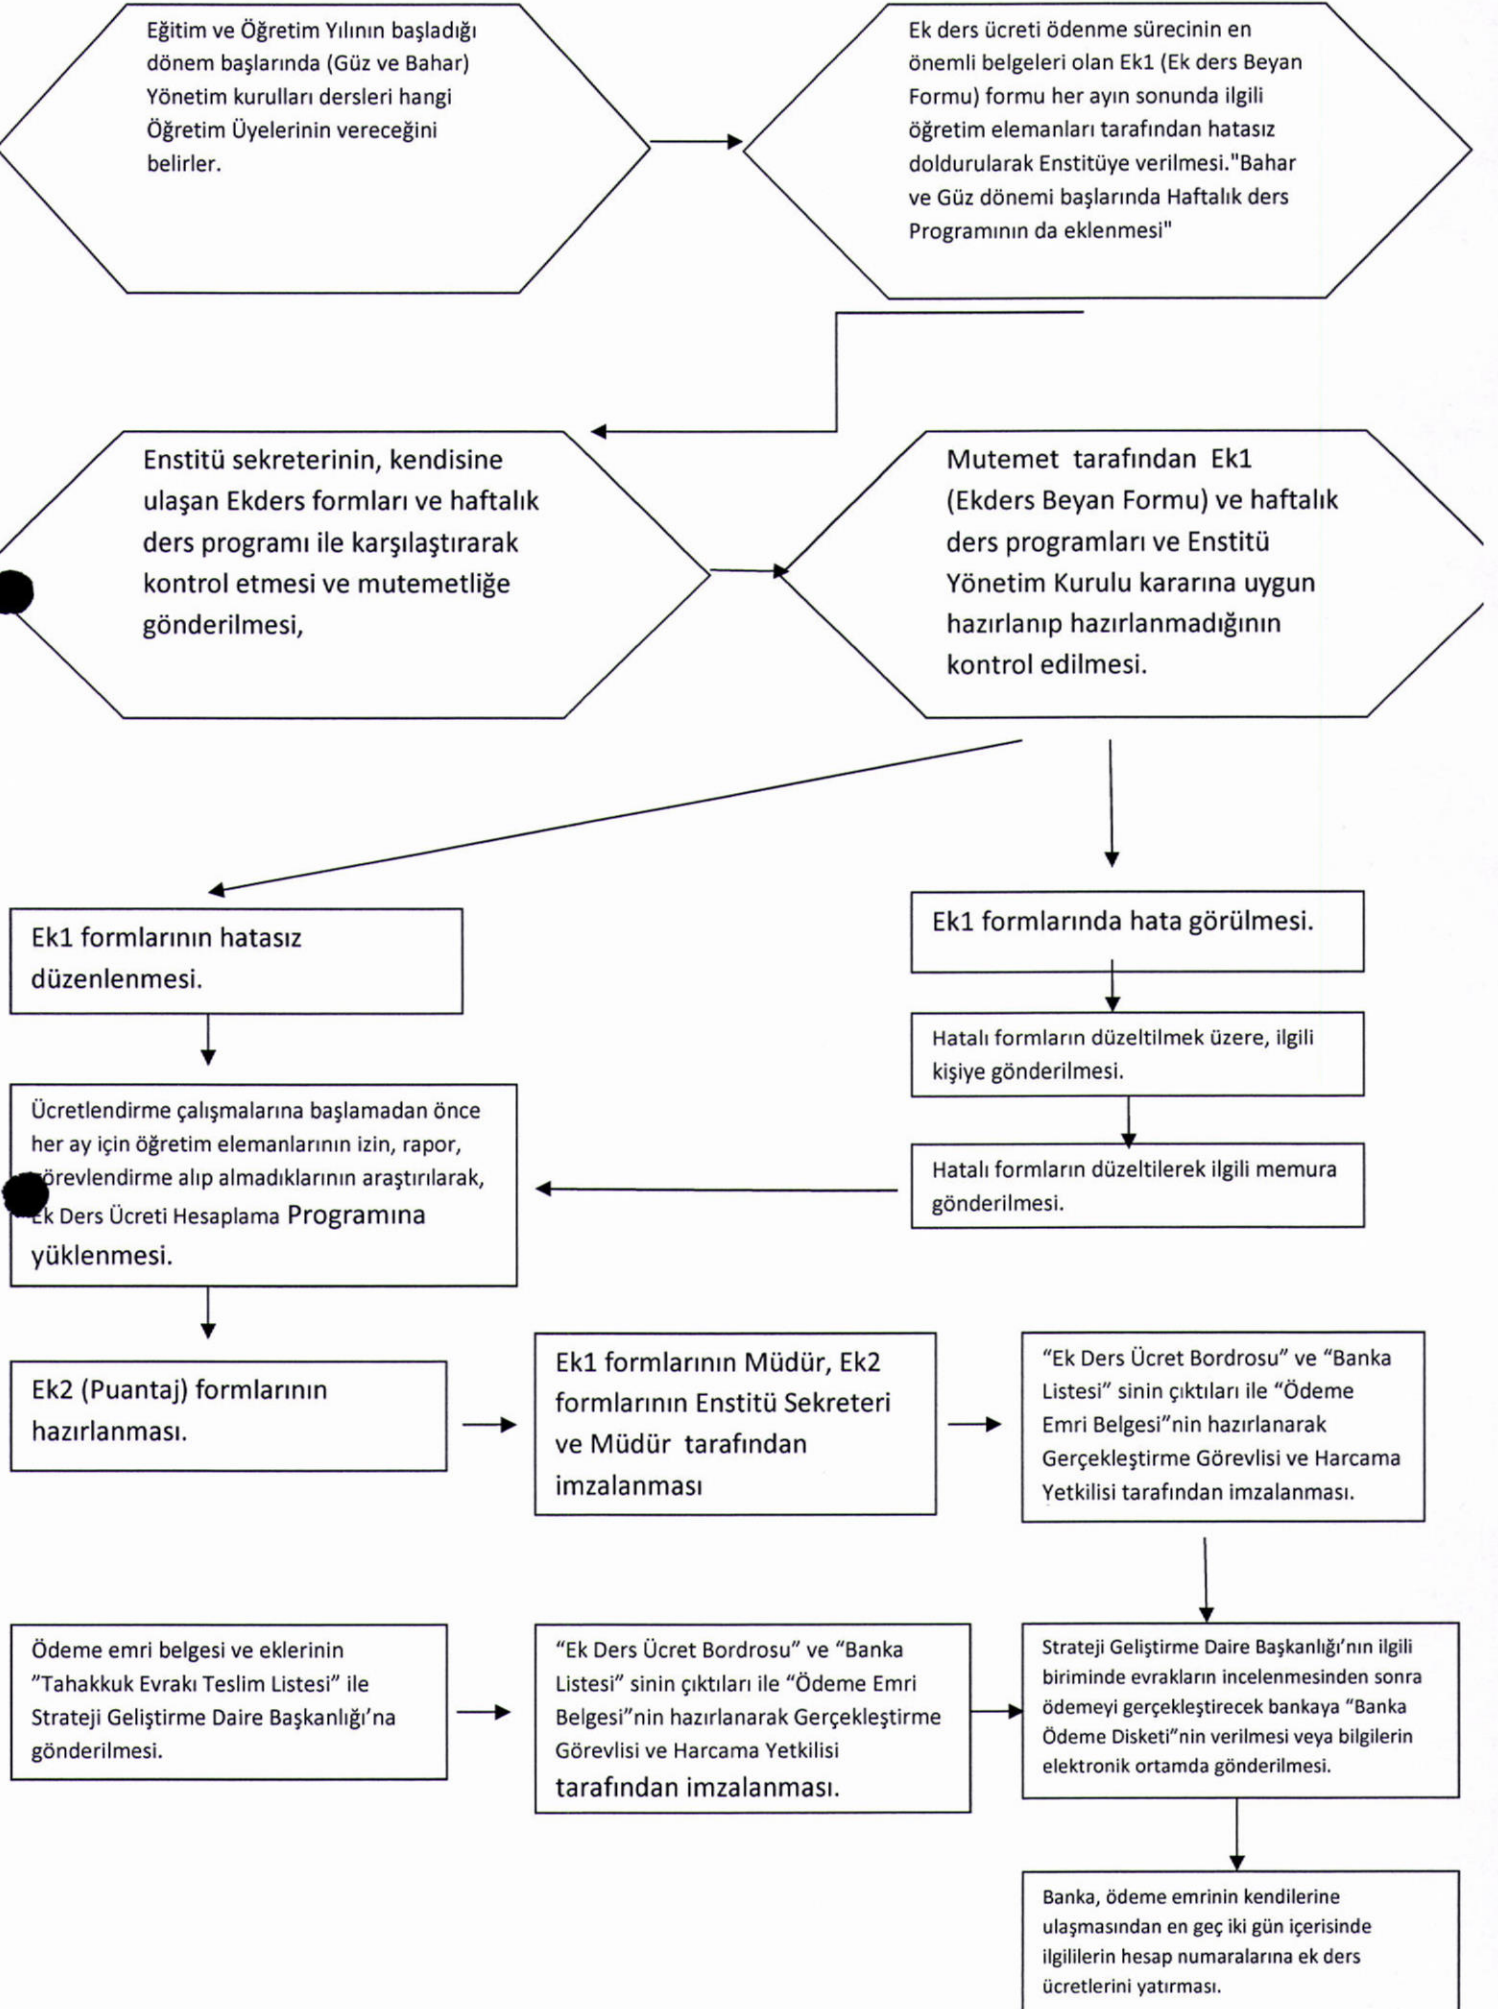 Eğitim ve Öğretim Yılının başladığı
dönem başlarında (Güz ve Bahar)
Yönetim kurulları dersleri hangi
Öğretim Üyelerinin vereceğini
belirler.
Ek ders ücreti ödenme sürecinin en
önemli belgeleri olan Ek1 (Ek ders Beyan
Formu) formu her ayın sonunda ilgili
öğretim elemanları tarafından hatasız
doldurularak Enstitüye verilmesi."Bahar
ve Güz dönemi başlarında Haftalık ders
Programının da eklenmesi"
Enstitü sekreterinin, kendisine
ulaşan Ekders formları ve haftalık
ders programı ile karşılaştırarak
kontrol etmesi ve mutemetliğe
gönderilmesi,
Mutemet tarafından Ek1
(Ekders Beyan Formu) ve haftalık
ders programları ve Enstitü
Yönetim Kurulu kararına uygun
hazırlanıp hazırlanmadığının
kontrol edilmesi.
Ek1 formlarının hatasız
düzenlenmesi.
Ek1 formlarında hata görülmesi.
Hatalı formların düzeltilmek üzere, ilgili
kişiye gönderilmesi.
Hatalı formların düzeltilerek ilgili memura
gönderilmesi.
Ücretlendirme çalışmalarına başlamadan önce
her ay için öğretim elemanlarının izin, rapor,
görevlendirme alıp almadıklarının araştırılarak,
Ek Ders Ücreti Hesaplama Programına
yüklenmesi.
Ek2 (Puantaj) formlarının
hazırlanması.
Ek1 formlarının Müdür, Ek2
formlarının Enstitü Sekreteri
ve Müdür tarafından
imzalanması
“Ek Ders Ücret Bordrosu” ve “Banka
Listesi” sinin çıktıları ile “Ödeme
Emri Belgesi”nin hazırlanarak
Gerçekleştirme Görevlisi ve Harcama
Yetkilisi tarafından imzalanması.
Ödeme emri belgesi ve eklerinin
”Tahakkuk Evrakı Teslim Listesi” ile
Strateji Geliştirme Daire Başkanlığı’na
gönderilmesi.
“Ek Ders Ücret Bordrosu” ve “Banka
Listesi” sinin çıktıları ile “Ödeme Emri
Belgesi”nin hazırlanarak Gerçekleştirme
Görevlisi ve Harcama Yetkilisi
tarafından imzalanması.
Strateji Geliştirme Daire Başkanlığı’nın ilgili
biriminde evrakların incelenmesinden sonra
ödemeyi gerçekleştirecek bankaya “Banka
Ödeme Disketi”nin verilmesi veya bilgilerin
elektronik ortamda gönderilmesi.
Banka, ödeme emrinin kendilerine
ulaşmasından en geç iki gün içerisinde
ilgililerin hesap numaralarına ek ders
ücretlerini yatırması.